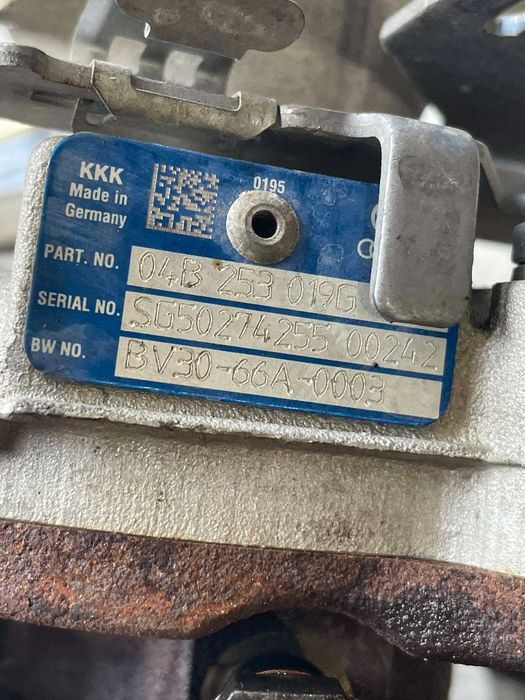 KKK
Made in
Germany
0195
PART. NO. 04B 253 019G
SERIAL NO. SG50274255 00242
BW NO. BV30-66A-0003